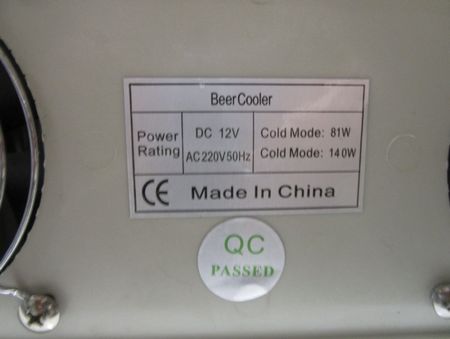 BeerCooler
Power Rating
DC 12V
Cold Mode: 81W
AC220V50Hz
Cold Mode: 140W
CE Made In China
QC
PASSED